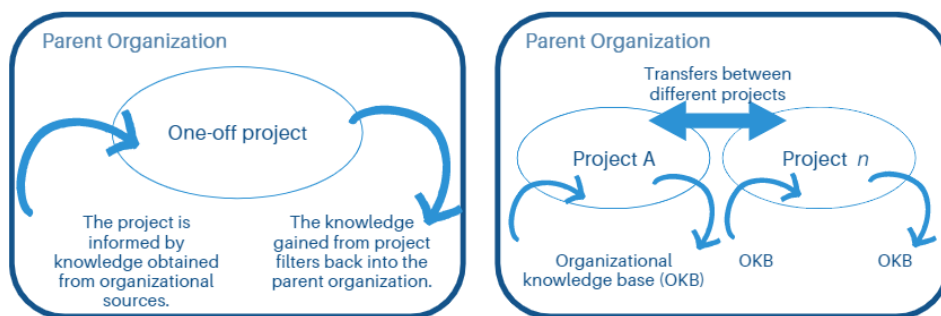 Parent Organization
One-off project
The project is
informed by
knowledge obtained
from organizational
sources.
The knowledge
gained from project
filters back into the
parent organization.
Parent Organization
Transfers between
different projects
Project A
Project n
Organizational
knowledge base (OKB)
OKB
OKB